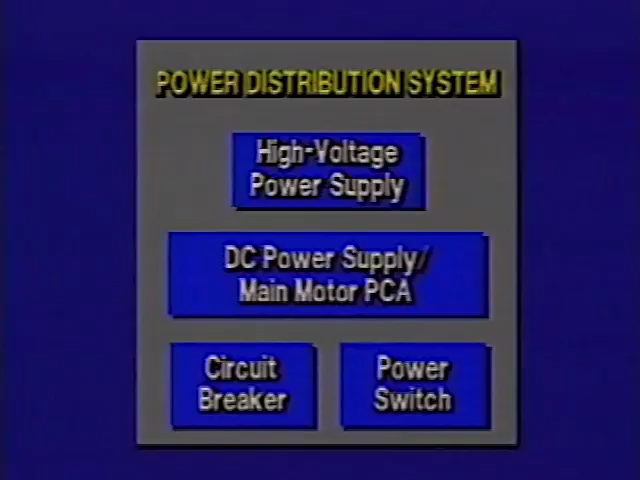 POWER DISTRIBUTION SYSTEM
High-Voltage
Power Supply
DC Power Supply/
Main Motor PCA
Circuit
Breaker
Power
Switch